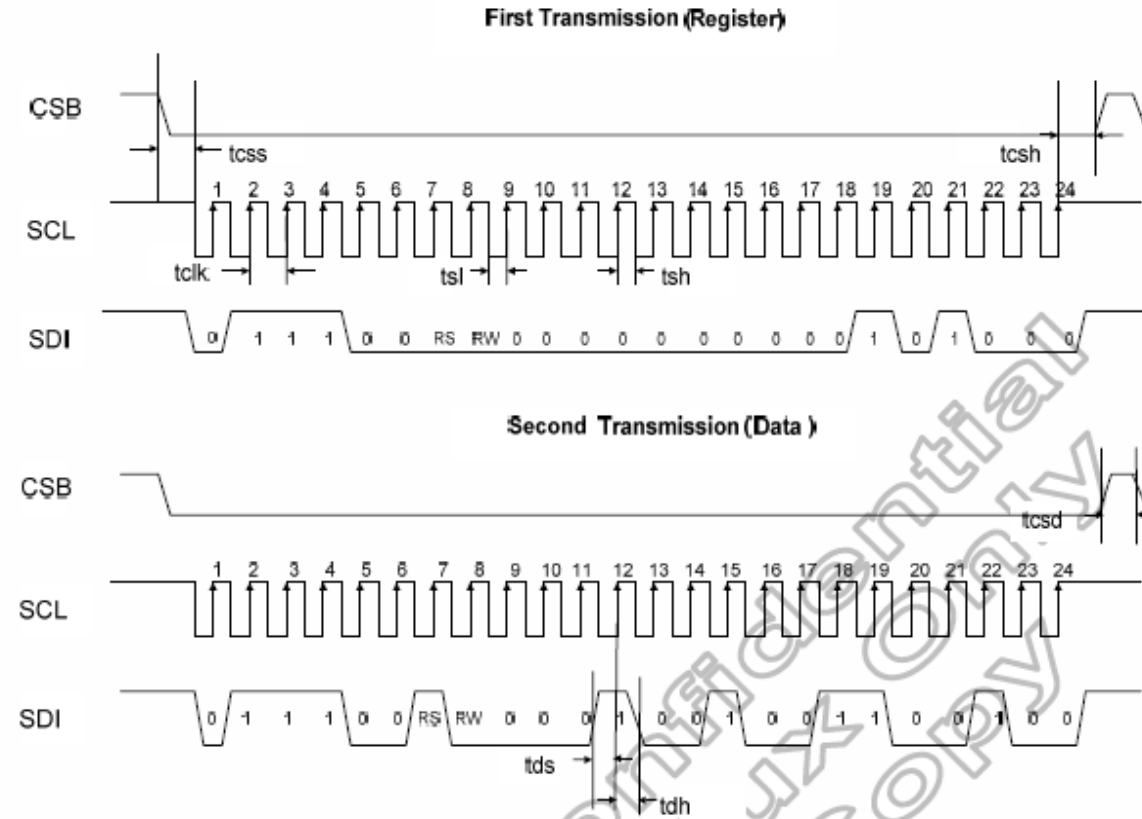 First Transmission (Register)
CSB
tcss
tcsh
1 2 3 4 5 6 7 8 9 10 11 12 13 14 15 16 17 18 19 20 21 22 23 24
SCL
tclk
tsl
tsh
SDI
0 1 1 1 0 0 RS RW 0 0 0 0 0 0 0 0 0 0 1 0 1 0 0 0
Second Transmission (Data )
CSB
tcsd
1 2 3 4 5 6 7 8 9 10 11 12 13 14 15 16 17 18 19 20 21 22 23 24
SCL
SDI
0 1 1 1 0 0 RS RW 0 0 0 1 0 0 1 0 0 1 1 0 0 1 0 0
tds
tdh
onfidential
ux Only
opy